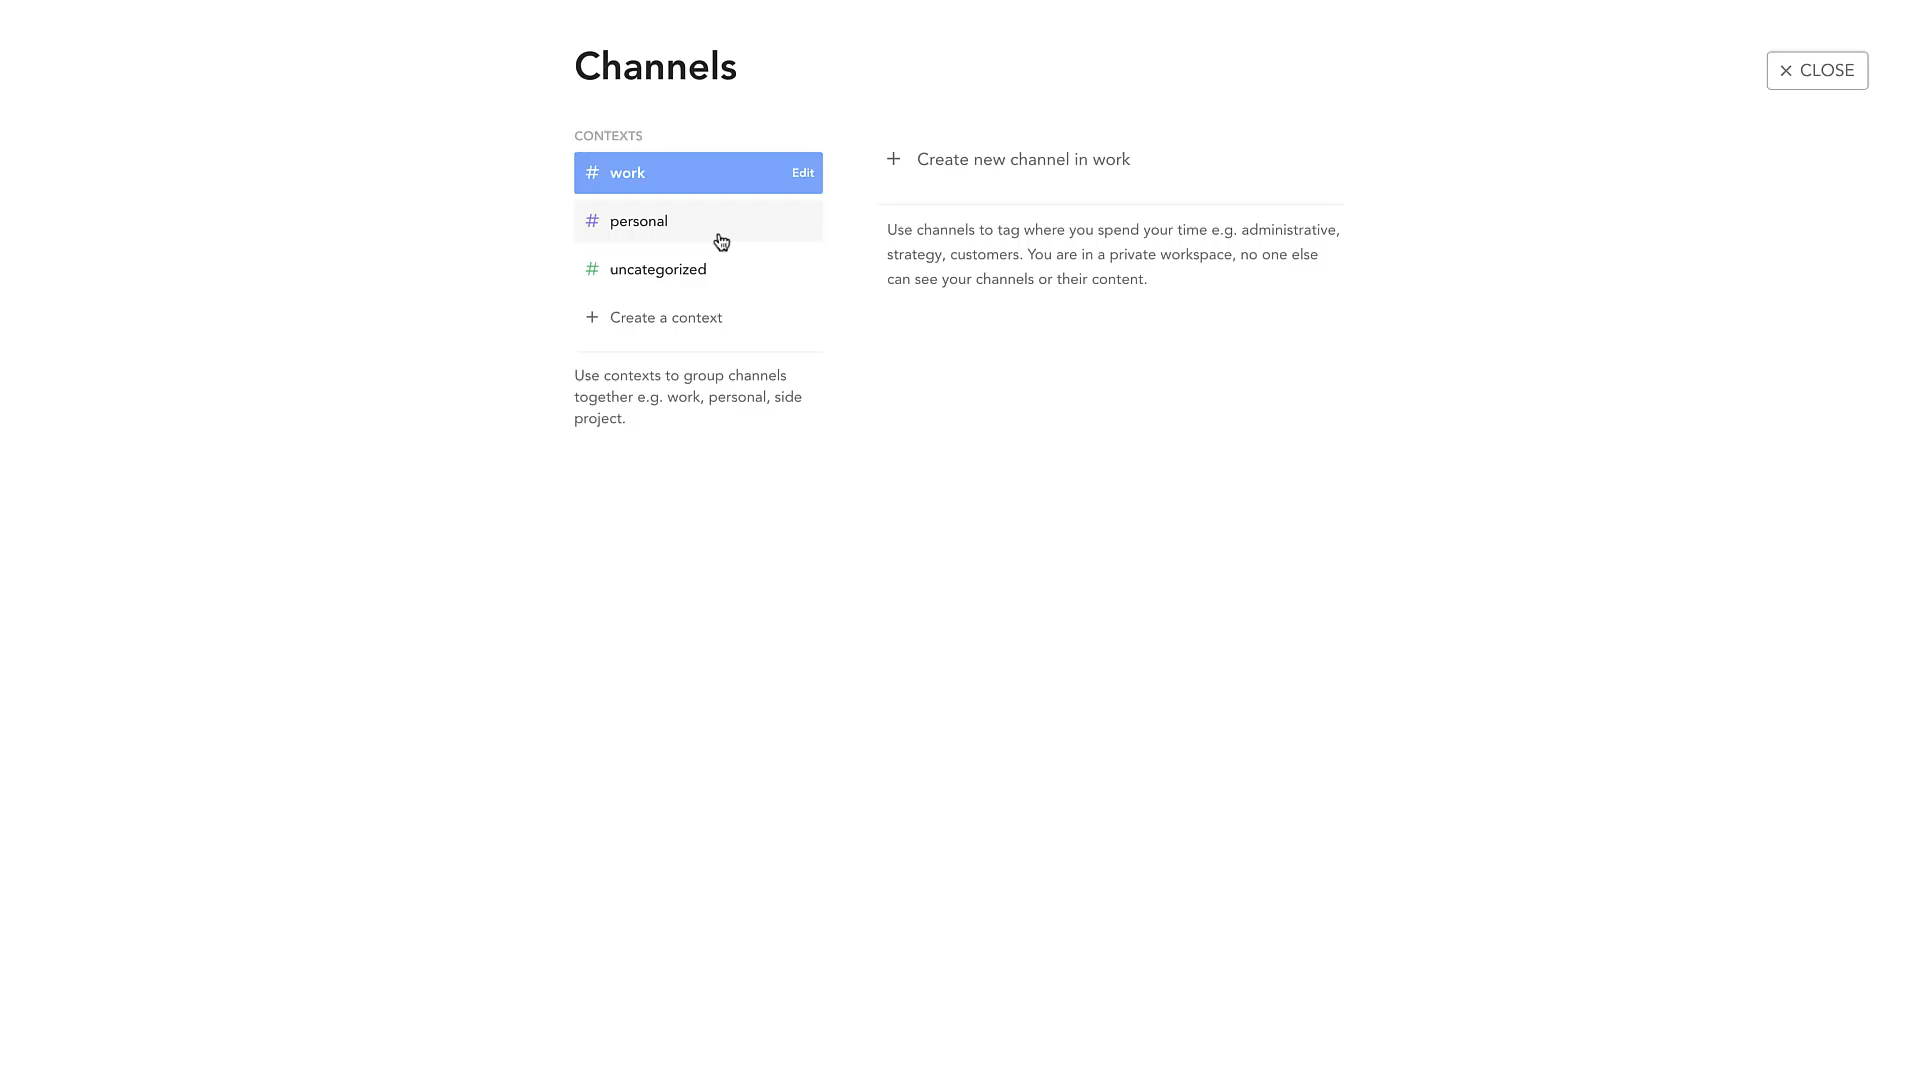 Channels
× CLOSE
CONTEXTS
# work Edit
# personal
# uncategorized
+ Create a context
Use contexts to group channels
together e.g. work, personal, side
project.
+ Create new channel in work
Use channels to tag where you spend your time e.g. administrative,
strategy, customers. You are in a private workspace, no one else
can see your channels or their content.